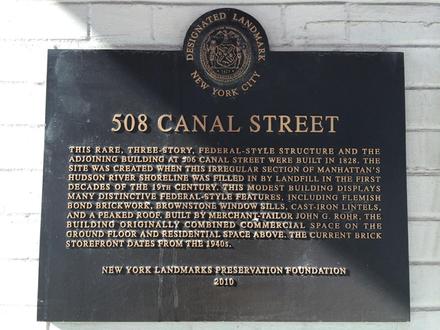 DESIGNATED LANDMARK
NEW YORK CITY
508 CANAL STREET
THIS RARE, THREE-STORY, FEDERAL-STYLE STRUCTURE AND THE
ADJOINING BUILDING AT 506 CANAL STREET WERE BUILT IN 1828. THE
SITE WAS CREATED WHEN THIS IRREGULAR SECTION OF MANHATTAN'S
HUDSON RIVER SHORELINE WAS FILLED IN BY LANDFILL IN THE FIRST
DECADES OF THE 19TH CENTURY. THIS MODEST BUILDING DISPLAYS
MANY DISTINCTIVE FEDERAL-STYLE FEATURES, INCLUDING FLEMISH
BOND BRICKWORK, BROWNSTONE WINDOW SILLS, CAST-IRON LINTELS,
AND A PEAKED ROOF. BUILT BY MERCHANT-TAILOR JOHN G. ROHR, THE
BUILDING ORIGINALLY COMBINED COMMERCIAL SPACE ON THE
GROUND FLOOR AND RESIDENTIAL SPACE ABOVE. THE CURRENT BRICK
STOREFRONT DATES FROM THE 1940s.
NEW YORK LANDMARKS PRESERVATION FOUNDATION
2010